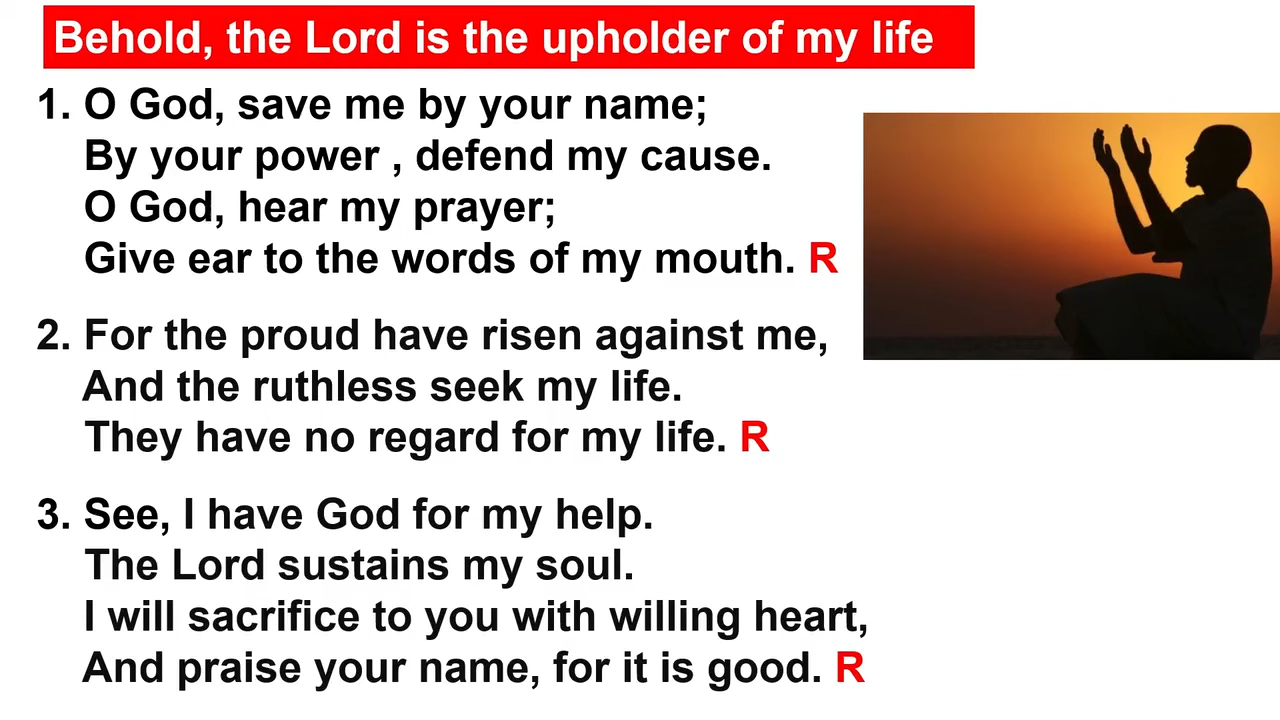 Behold, the Lord is the upholder of my life
1. O God, save me by your name;
By your power , defend my cause.
O God, hear my prayer;
Give ear to the words of my mouth. R
2. For the proud have risen against me,
And the ruthless seek my life.
They have no regard for my life. R
3. See, I have God for my help.
The Lord sustains my soul.
I will sacrifice to you with willing heart,
And praise your name, for it is good. R